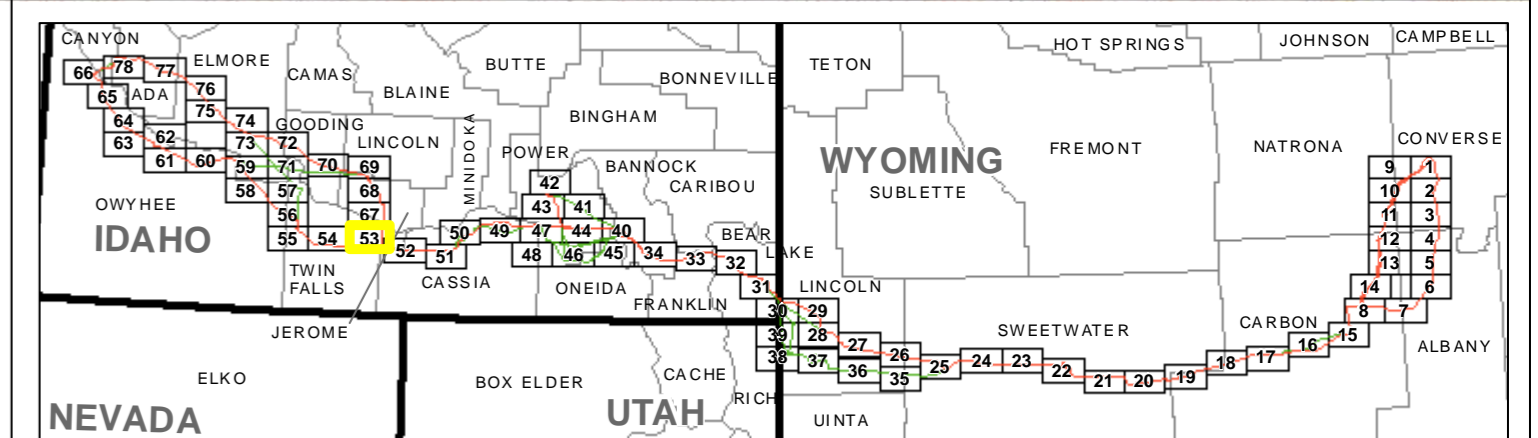 CANYON
ELMORE
CAMAS
BUTTE
BONNEVILLE
TETON
HOT SPRINGS
JOHNSON
CAMPBELL
66
78
77
76
65
ADA
BLAINE
75
64
74
GOODING
BINGHAM
63
62
73
72
LINCOLN
MINIDOKA
POWER
WYOMING
FREMONT
NATRONA
CONVERSE
61
60
59
71
70
69
BANNOCK
9
1
58
57
68
42
CARIBOU
SUBLETTE
10
2
OWYHEE
56
67
43
41
11
3
IDAHO
55
54
53
50
49
47
44
40
BEAR
LAKE
12
4
52
51
48
46
45
34
33
32
13
5
TWIN
FALLS
CASSIA
ONEIDA
31
LINCOLN
14
6
FRANKLIN
30
29
8
7
JEROME
39
28
SWEETWATER
CARBON
15
38
37
27
26
25
24
23
22
21
20
19
18
17
16
ALBANY
36
35
ELKO
BOX ELDER
CACHE
RICH
NEVADA
UTAH
UINTA